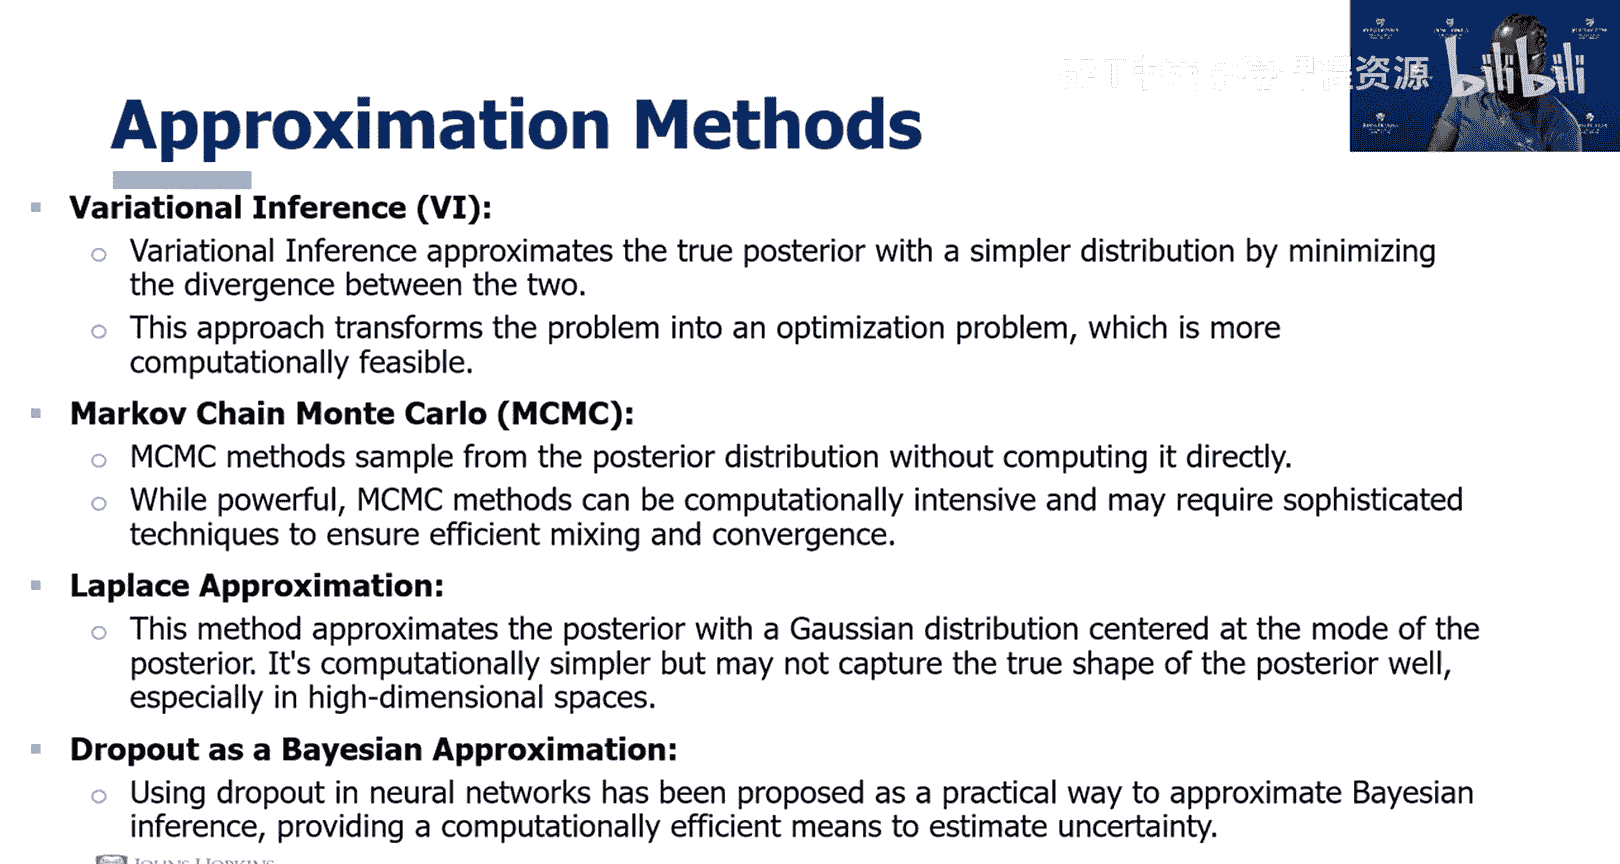 资源
bilibili
Approximation Methods
Variational Inference (VI):
Variational Inference approximates the true posterior with a simpler distribution by minimizing
the divergence between the two.
This approach transforms the problem into an optimization problem, which is more
computationally feasible.
Markov Chain Monte Carlo (MCMC):
MCMC methods sample from the posterior distribution without computing it directly.
While powerful, MCMC methods can be computationally intensive and may require sophisticated
techniques to ensure efficient mixing and convergence.
Laplace Approximation:
This method approximates the posterior with a Gaussian distribution centered at the mode of the
posterior. It's computationally simpler but may not capture the true shape of the posterior well,
especially in high-dimensional spaces.
Dropout as a Bayesian Approximation:
Using dropout in neural networks has been proposed as a practical way to approximate Bayesian
inference, providing a computationally efficient means to estimate uncertainty.
JOHNS HOPKINS